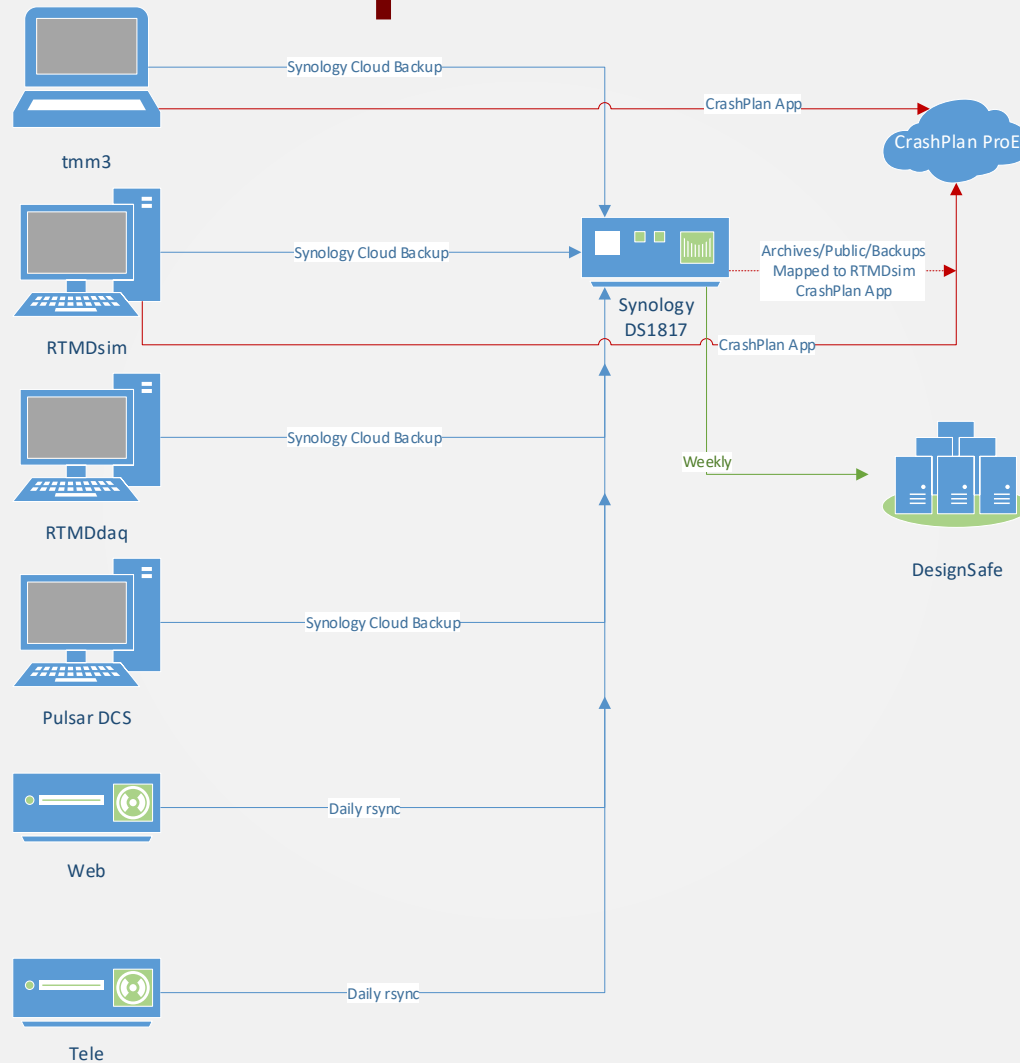 Synology Cloud Backup
CrashPlan App
CrashPlan ProE
tmm3
Synology Cloud Backup
Archives/Public/Backups
Mapped to RTMDsim
CrashPlan App
Synology
DS1817
RTMDsim
CrashPlan App
Synology Cloud Backup
Weekly
RTMDdaq
DesignSafe
Synology Cloud Backup
Pulsar DCS
Daily rsync
Web
Daily rsync
Tele